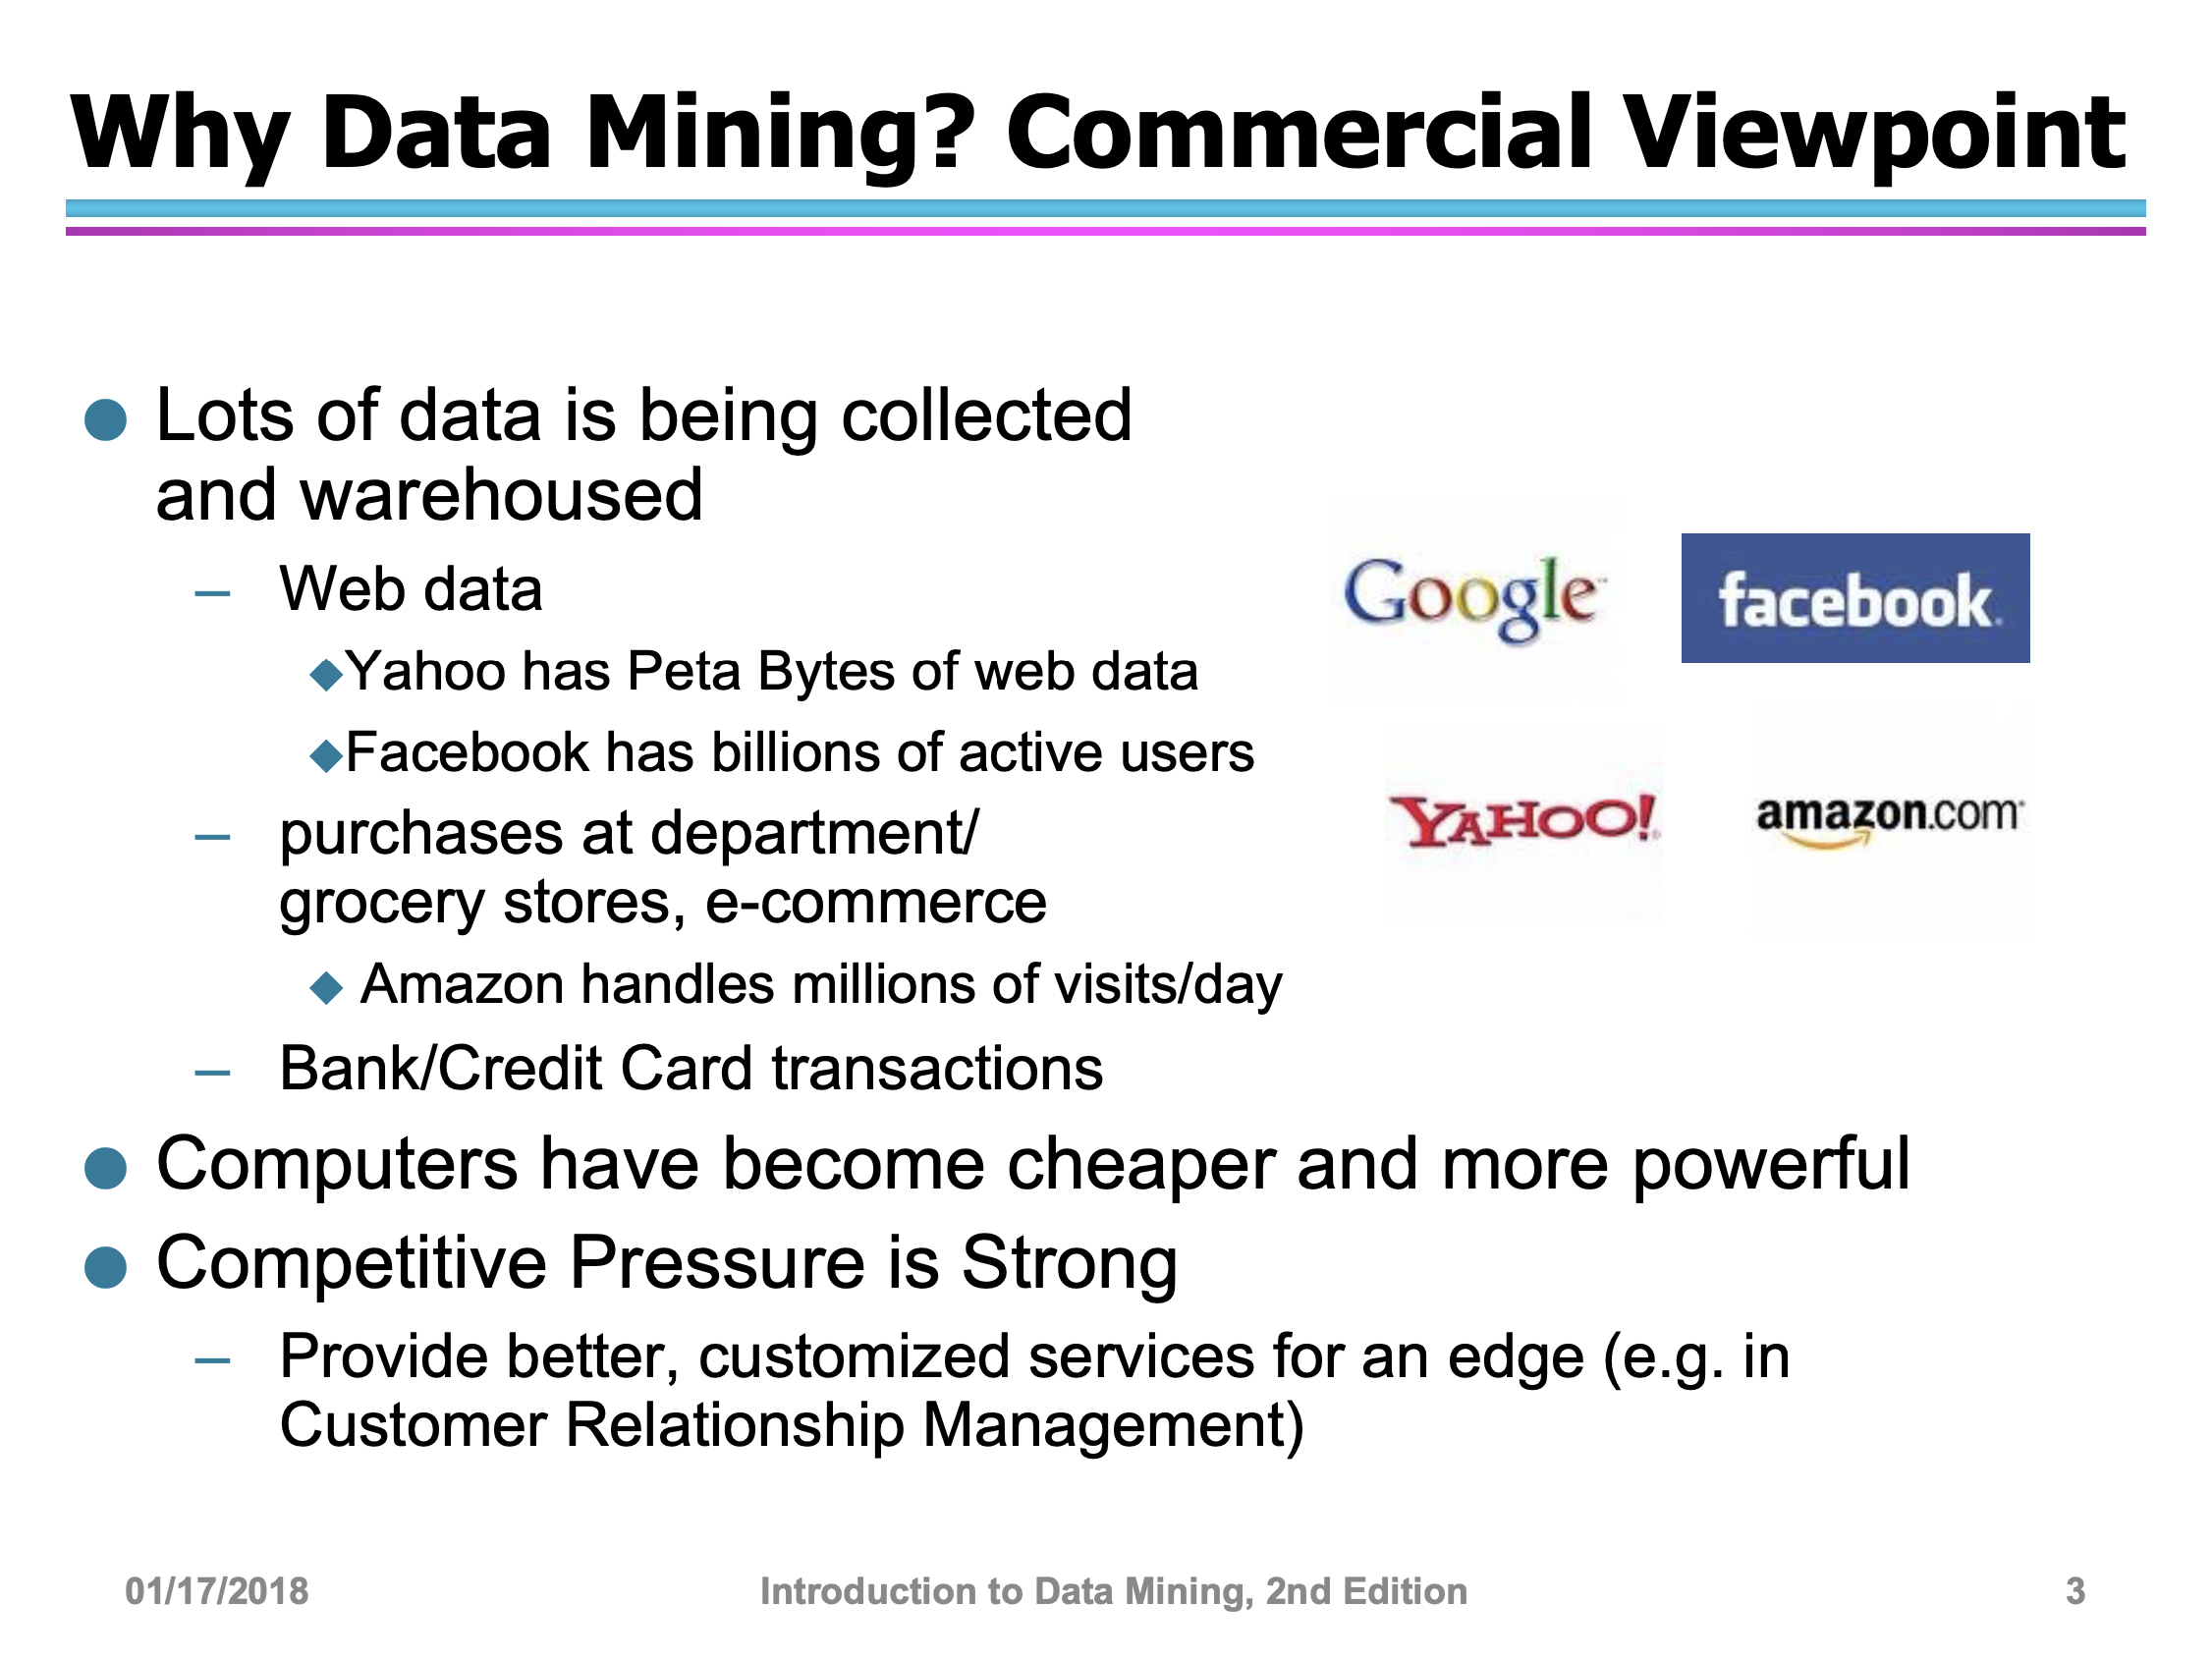 Why Data Mining? Commercial Viewpoint
● Lots of data is being collected
and warehoused
– Web data
◆Yahoo has Peta Bytes of web data
◆Facebook has billions of active users
– purchases at department/
grocery stores, e-commerce
◆ Amazon handles millions of visits/day
– Bank/Credit Card transactions
● Computers have become cheaper and more powerful
● Competitive Pressure is Strong
– Provide better, customized services for an edge (e.g. in
Customer Relationship Management)
Google™
facebook.
YAHOO!
amazon.com
01/17/2018
Introduction to Data Mining, 2nd Edition
3